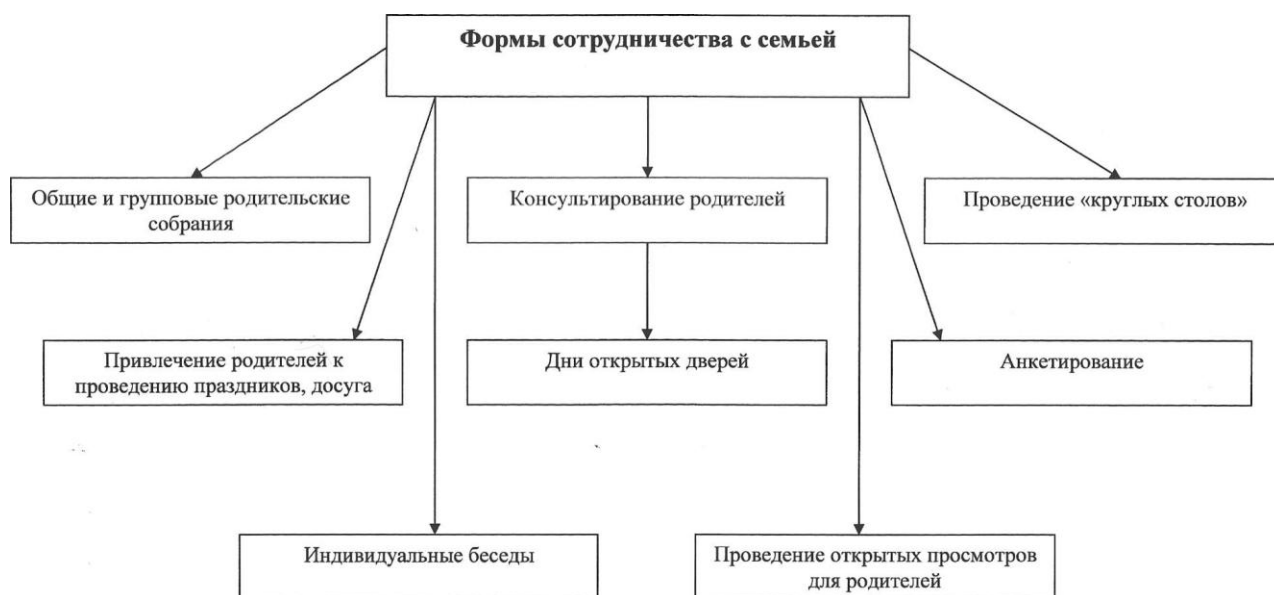 Формы сотрудничества с семьей
Общие и групповые родительские
собрания
Консультирование родителей
Проведение «круглых столов»
Привлечение родителей к
проведению праздников, досуга
Дни открытых дверей
Анкетирование
Индивидуальные беседы
Проведение открытых просмотров
для родителей